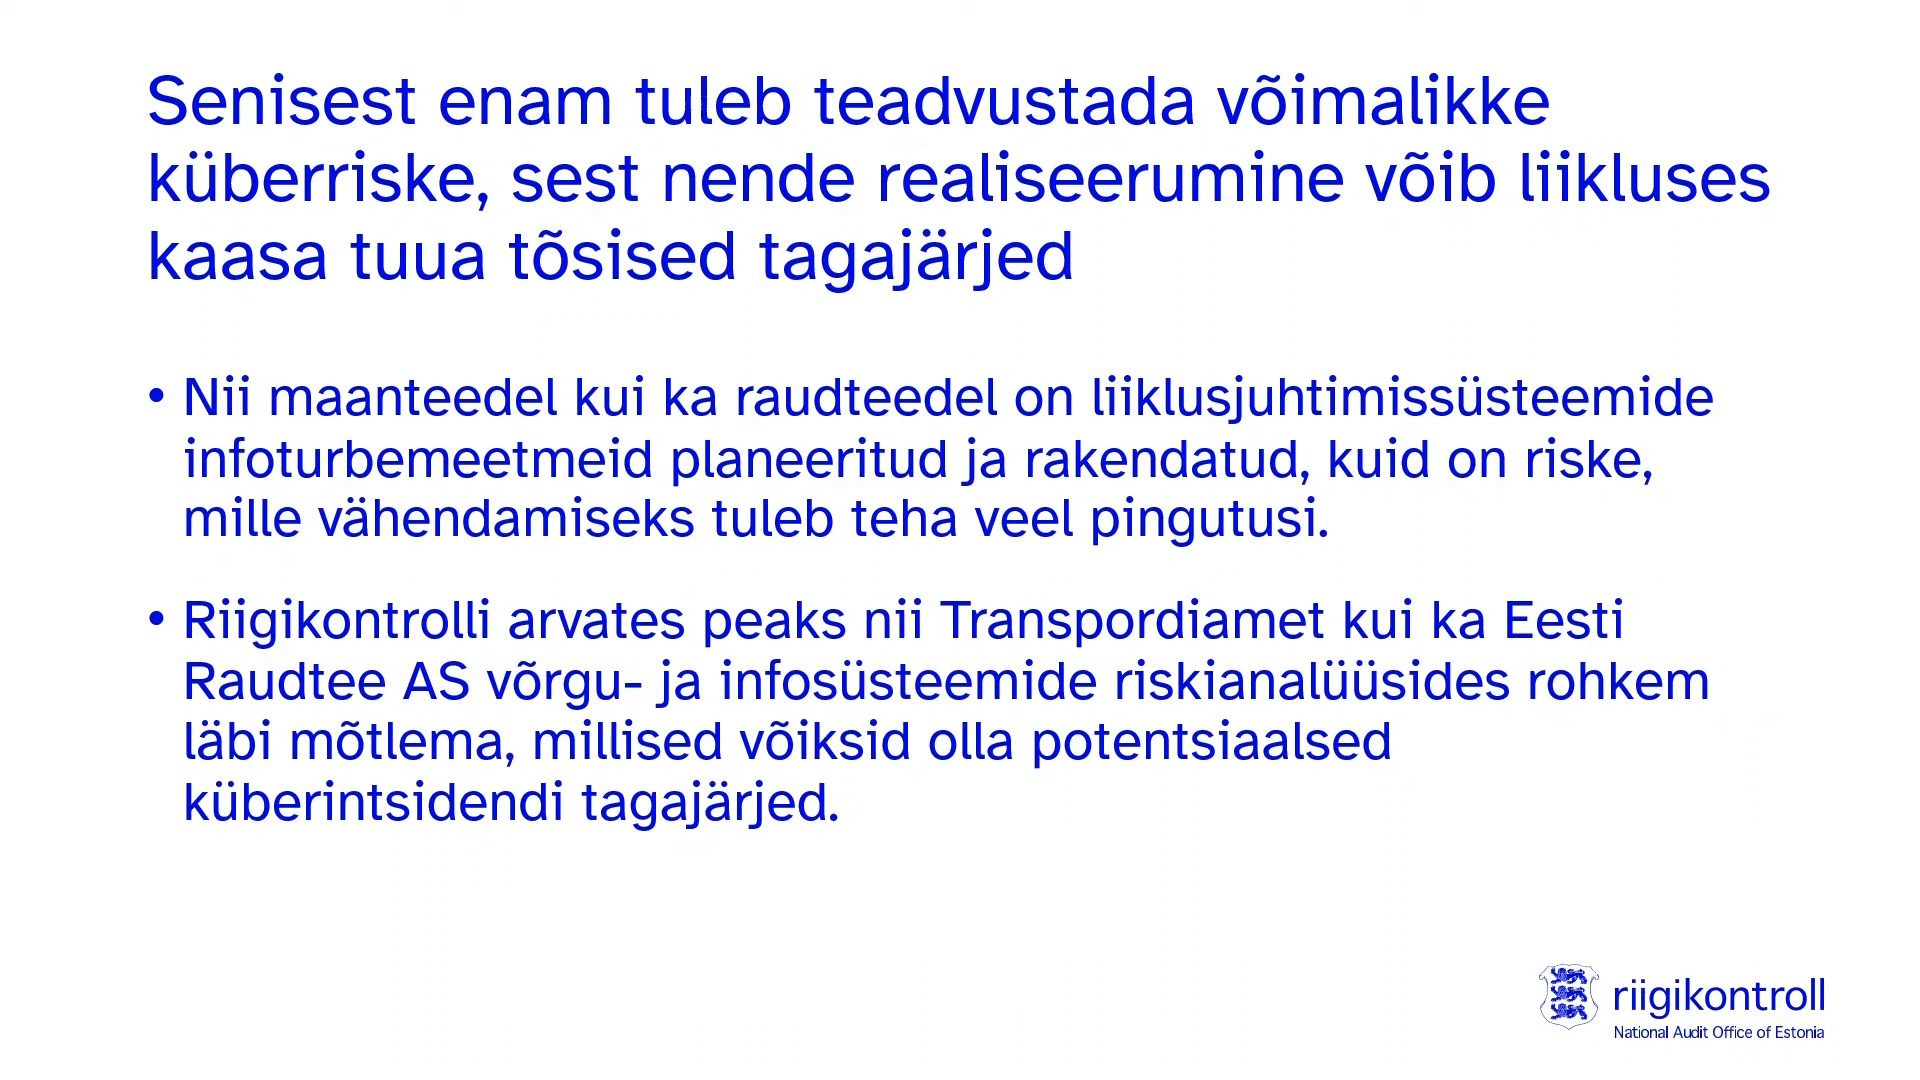 Senisest enam tuleb teadvustada võimalikke
küberriske, sest nende realiseerumine võib liikluses
kaasa tuua tõsised tagajärjed
• Nii maanteedel kui ka raudteedel on liiklusjuhtimissüsteemide
infoturbemeetmeid planeeritud ja rakendatud, kuid on riske,
mille vähendamiseks tuleb teha veel pingutusi.
• Riigikontrolli arvates peaks nii Transpordiamet kui ka Eesti
Raudtee AS võrgu- ja infosüsteemide riskianalüüsides rohkem
läbi mõtlema, millised võiksid olla potentsiaalsed
küberintsidendi tagajärjed.
riigikontroll
National Audit Office of Estonia